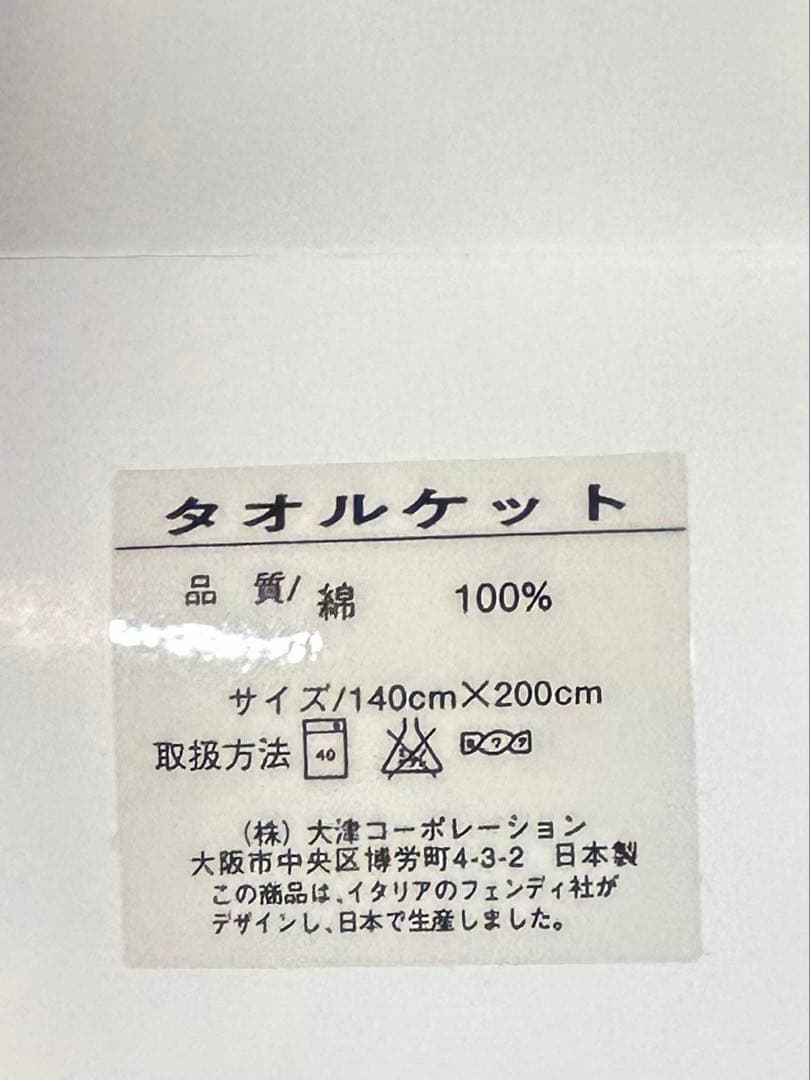 タオルケット
品 質/ 綿 100%
サイズ/140cm×200cm
取扱方法 40
(株) 大津コーポレーション
大阪市中央区博労町4-3-2 日本製
この商品は、イタリアのフェンディ社が
デザインし、日本で生産しました。